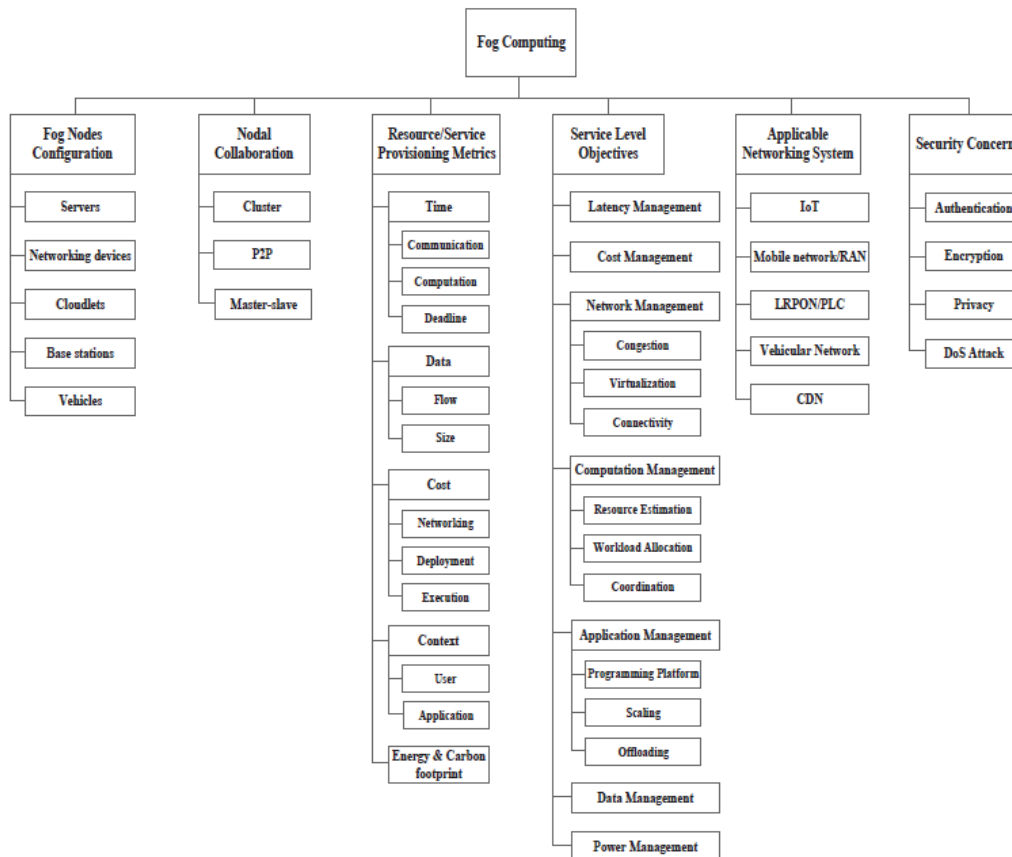 Fog Computing
Fog Nodes
Configuration
Servers
Networking devices
Cloudlets
Base stations
Vehicles
Nodal
Collaboration
Cluster
P2P
Master-slave
Resource/Service
Provisioning Metrics
Time
Communication
Computation
Deadline
Data
Flow
Size
Cost
Networking
Deployment
Execution
Context
User
Application
Energy & Carbon
footprint
Service Level
Objectives
Latency Management
Cost Management
Network Management
Congestion
Virtualization
Connectivity
Computation Management
Resource Estimation
Workload Allocation
Coordination
Application Management
Programming Platform
Scaling
Offloading
Data Management
Power Management
Applicable
Networking System
IoT
Mobile network/RAN
LRPON/PLC
Vehicular Network
CDN
Security Concern
Authentication
Encryption
Privacy
DoS Attack